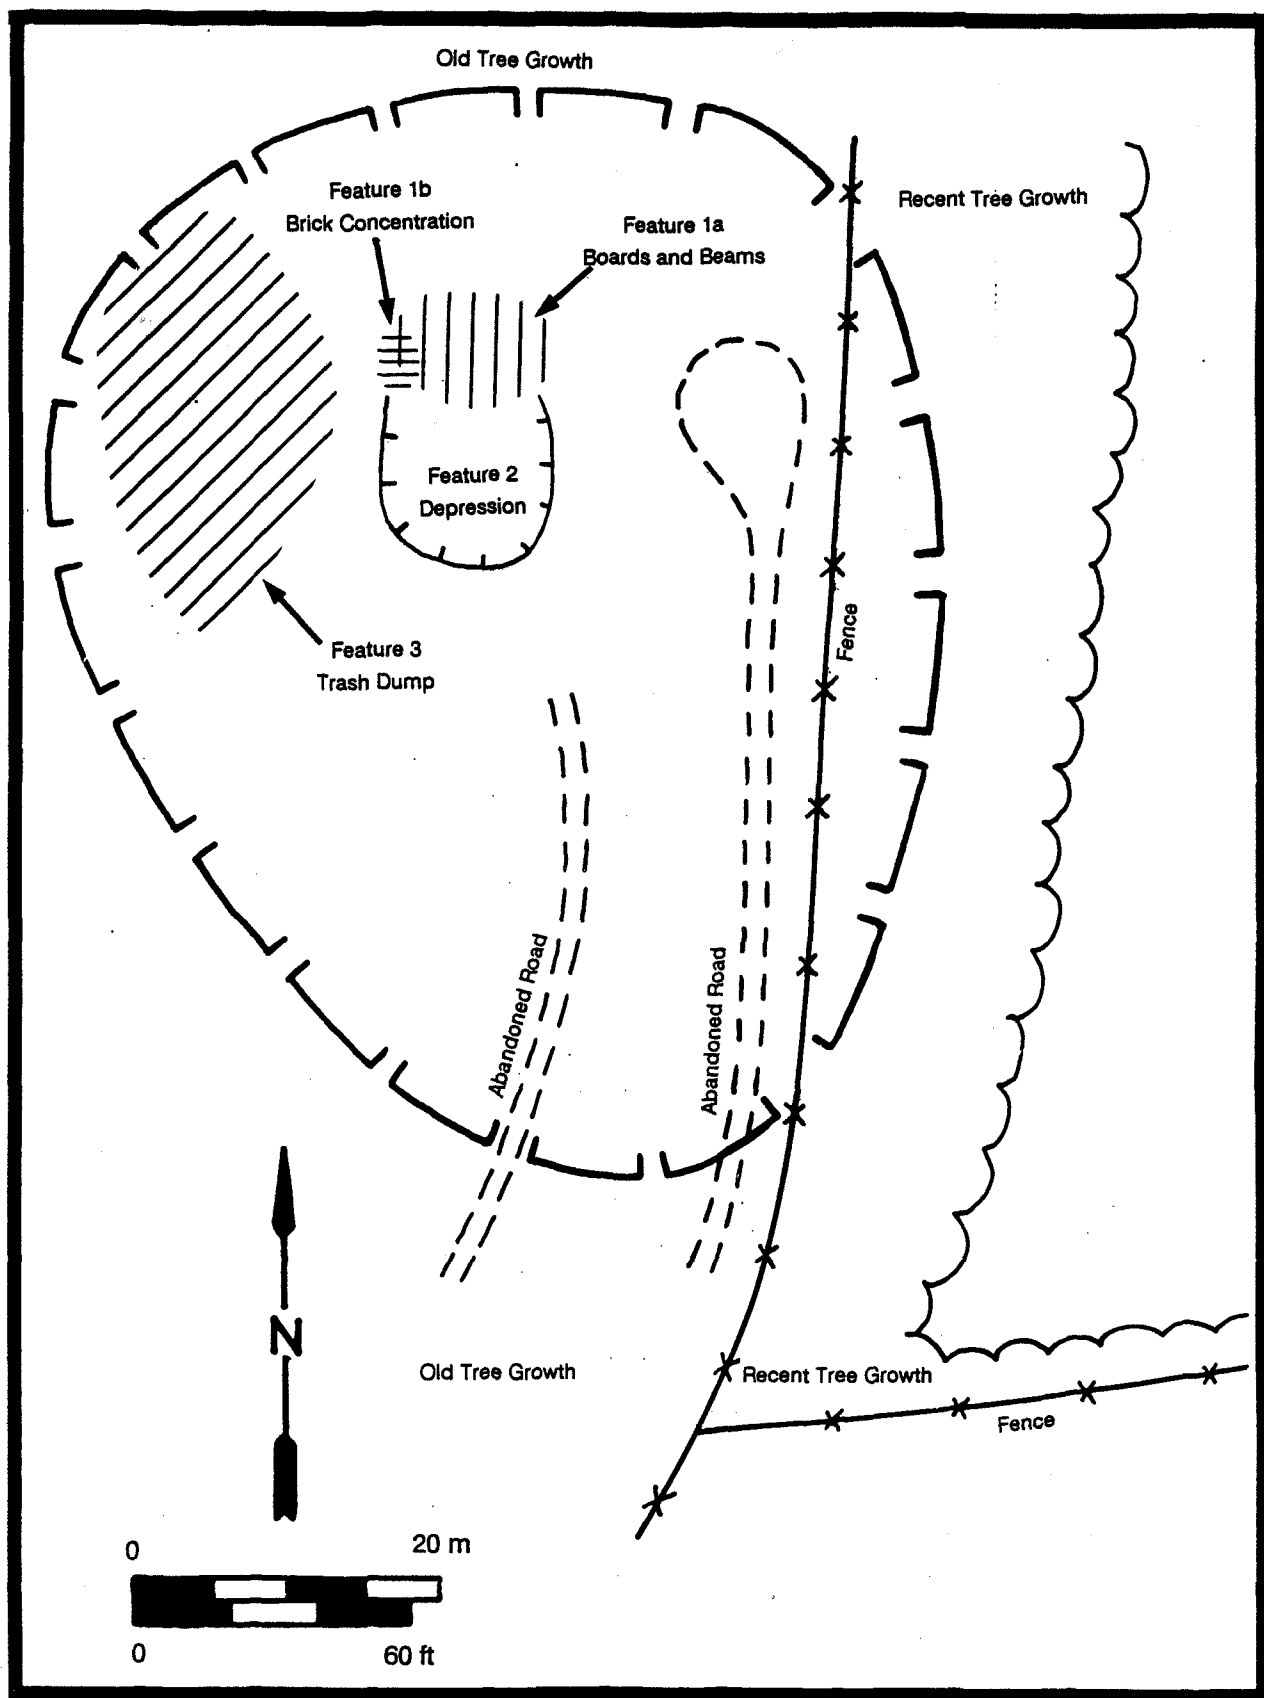 Old Tree Growth
Feature 1b
Brick Concentration
Feature 1a
Boards and Beams
Recent Tree Growth
Feature 2
Depression
Fence
Feature 3
Trash Dump
Abandoned Road
Abandoned Road
N
Old Tree Growth
Recent Tree Growth
Fence
0
20 m
0
60 ft